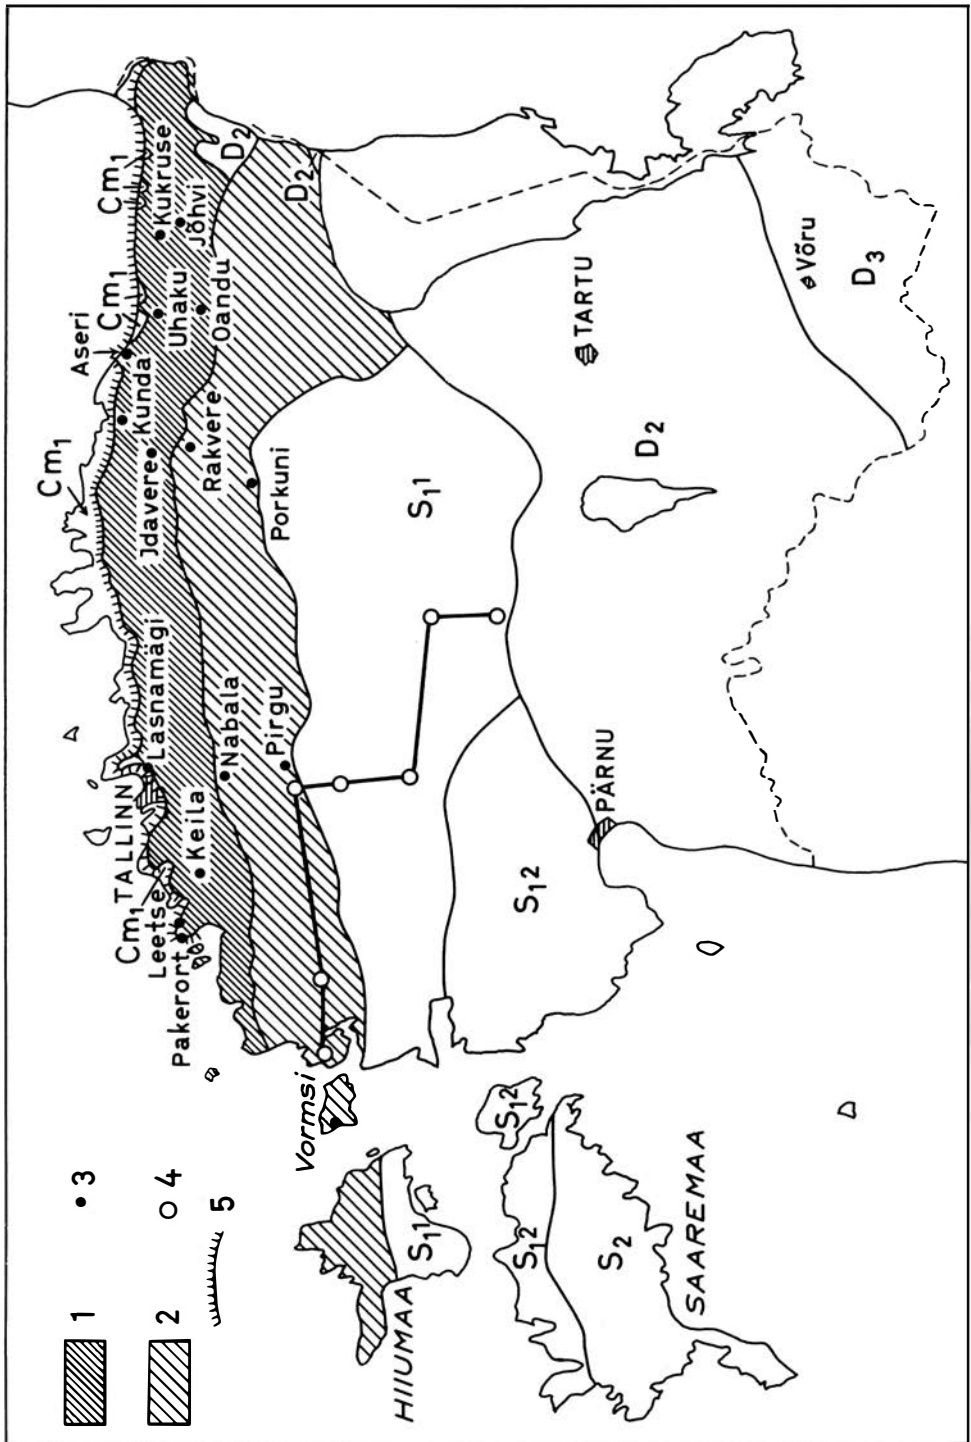 1
3
2
4
5
Cm₁
TALLINN
Lasnamägi
Cm₁
Aseri
Cm₁
Cm₁
Leetse
Pakerort
Keila
Jdavere
Kunda
Uhaku
Kukruse
Jõhvi
Nabala
Rakvere
Oandu
D₂
Pirgu
Porkuni
D₂
Vormsi
HIIUMAA
S₁¹
S₁¹
S₁²
S₁²
S₁²
S₂
SAAREMAA
PÄRNU
TARTU
D₂
Võru
D₃